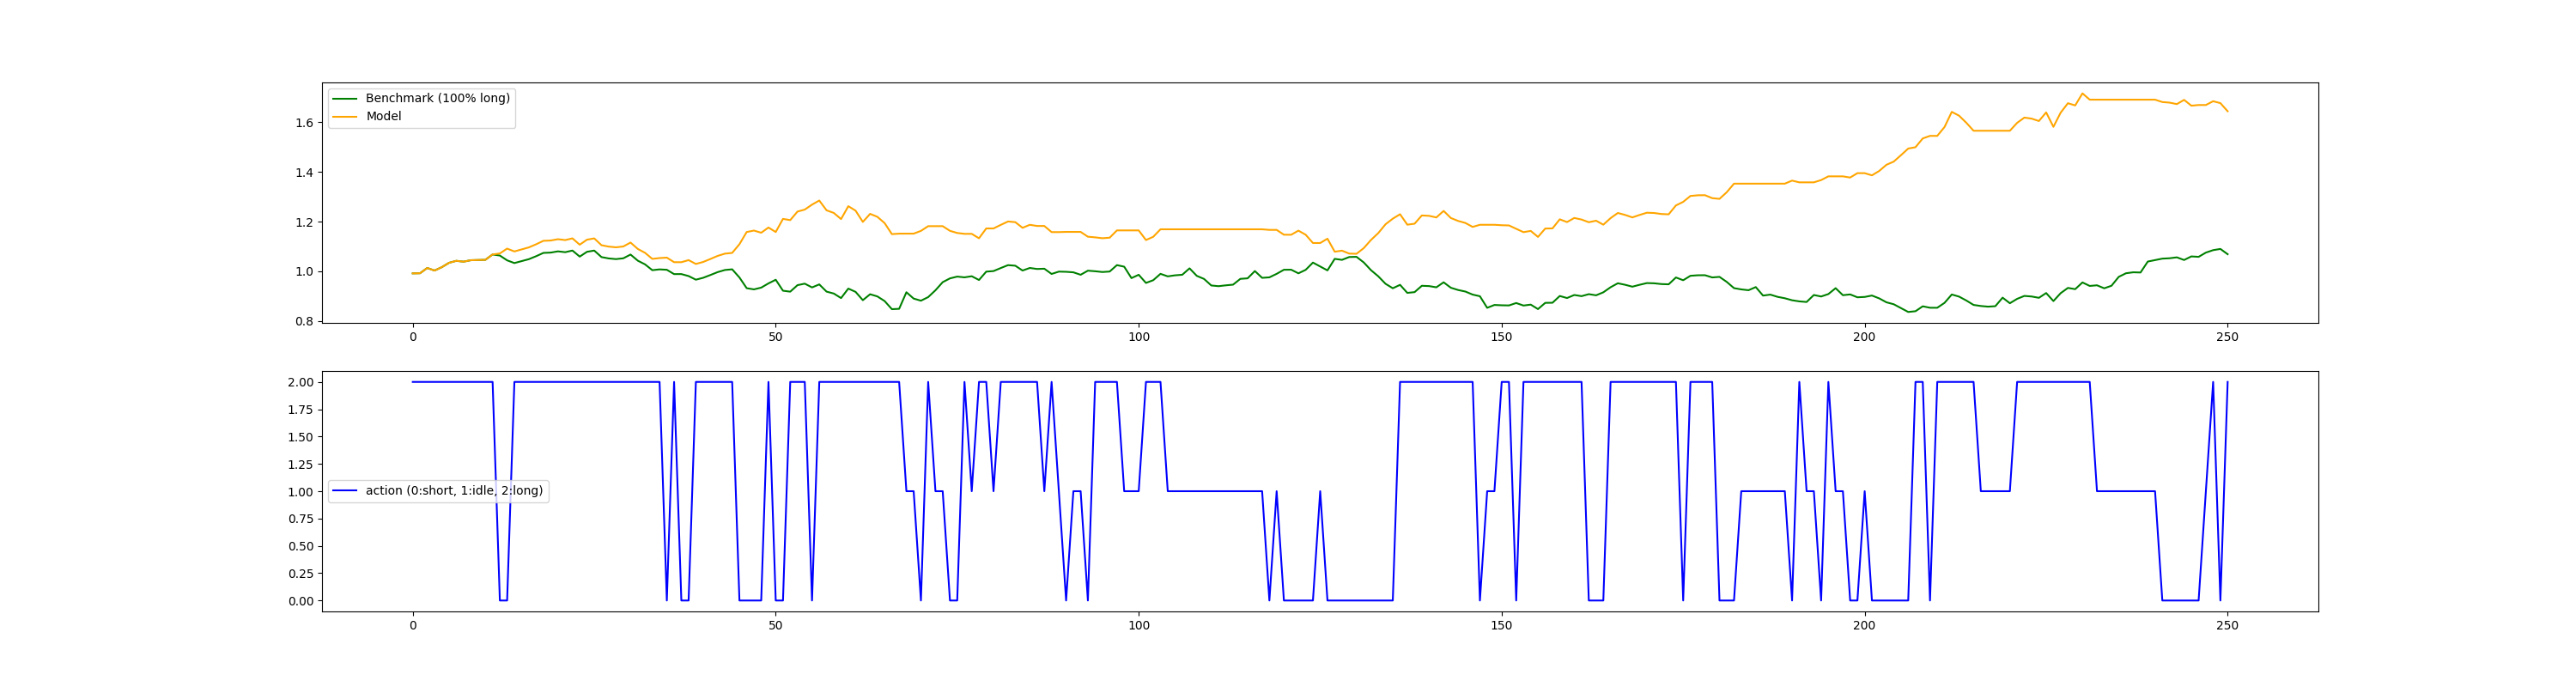 Benchmark (100% long)
Model
1.6
1.4
1.2
1.0
0.8
0 50 100 150 200 250
2.00
1.75
1.50
1.25
1.00
0.75
0.50
0.25
0.00
action (0:short, 1:idle, 2:long)
0 50 100 150 200 250